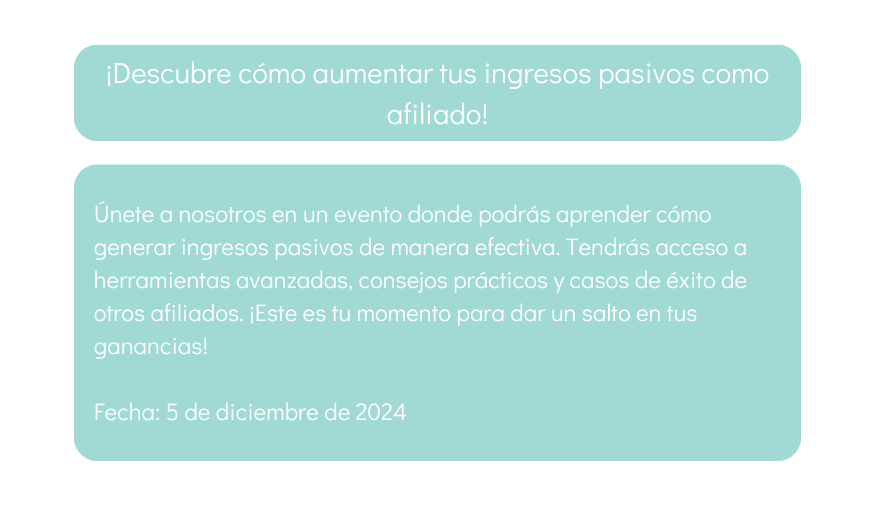 ¡Descubre cómo aumentar tus ingresos pasivos como
afiliado!
Únete a nosotros en un evento donde podrás aprender cómo
generar ingresos pasivos de manera efectiva. Tendrás acceso a
herramientas avanzadas, consejos prácticos y casos de éxito de
otros afiliados. ¡Este es tu momento para dar un salto en tus
ganancias!
Fecha: 5 de diciembre de 2024